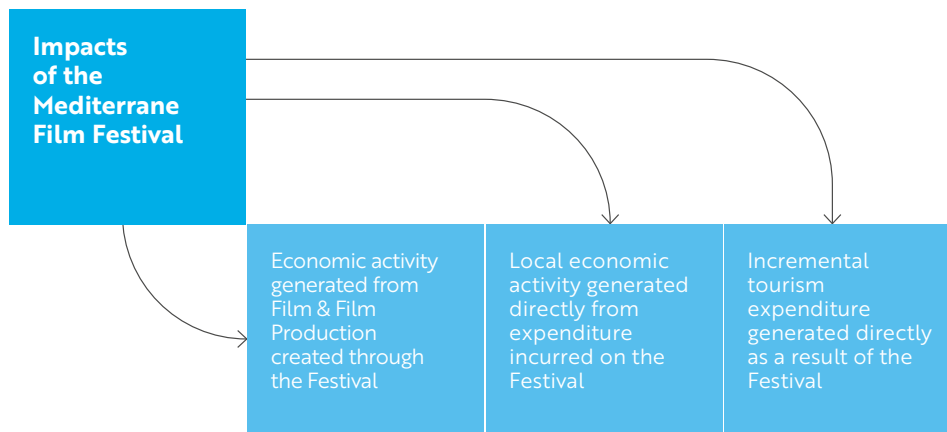 Impacts
of the
Mediterrane
Film Festival
Economic activity
generated from
Film & Film
Production
created through
the Festival
Local economic
activity generated
directly from
expenditure
incurred on the
Festival
Incremental
tourism
expenditure
generated directly
as a result of the
Festival